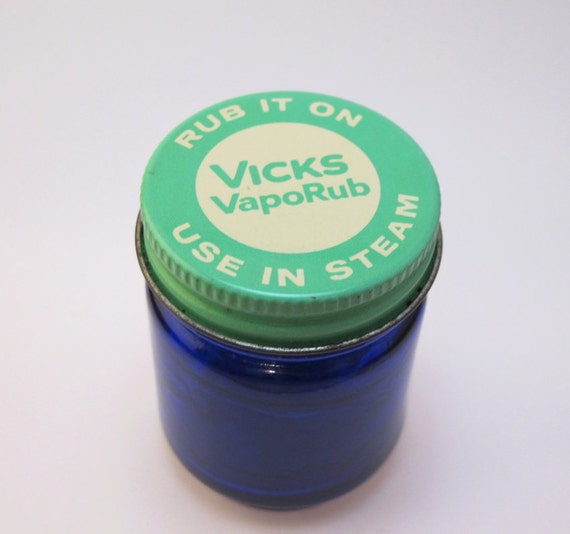 RUB IT ON
VICKS
VapoRub
USE IN STEAM